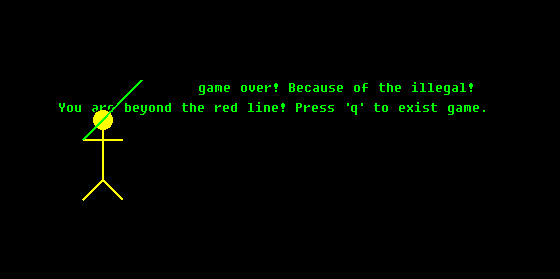 game over! Because of the illegal!
You are beyond the red line! Press 'q' to exist game.